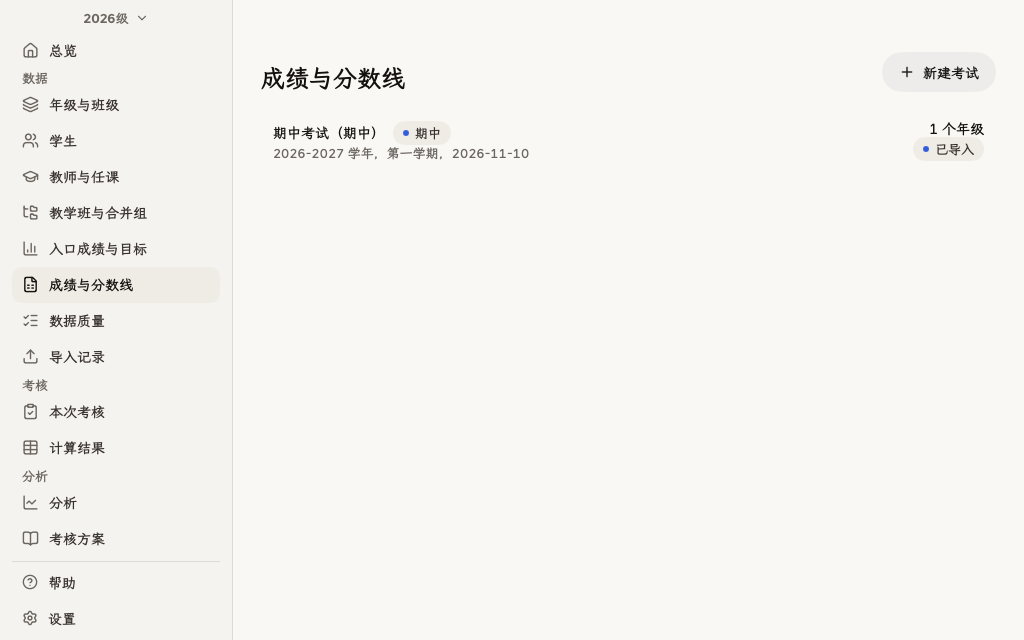 2026级
总览
数据
年级与班级
学生
教师与任课
教学班与合并组
入口成绩与目标
成绩与分数线
数据质量
导入记录
考核
本次考核
计算结果
分析
分析
考核方案
帮助
设置
成绩与分数线
新建考试
期中考试（期中） 期中
2026-2027 学年，第一学期，2026-11-10
1 个年级
已导入